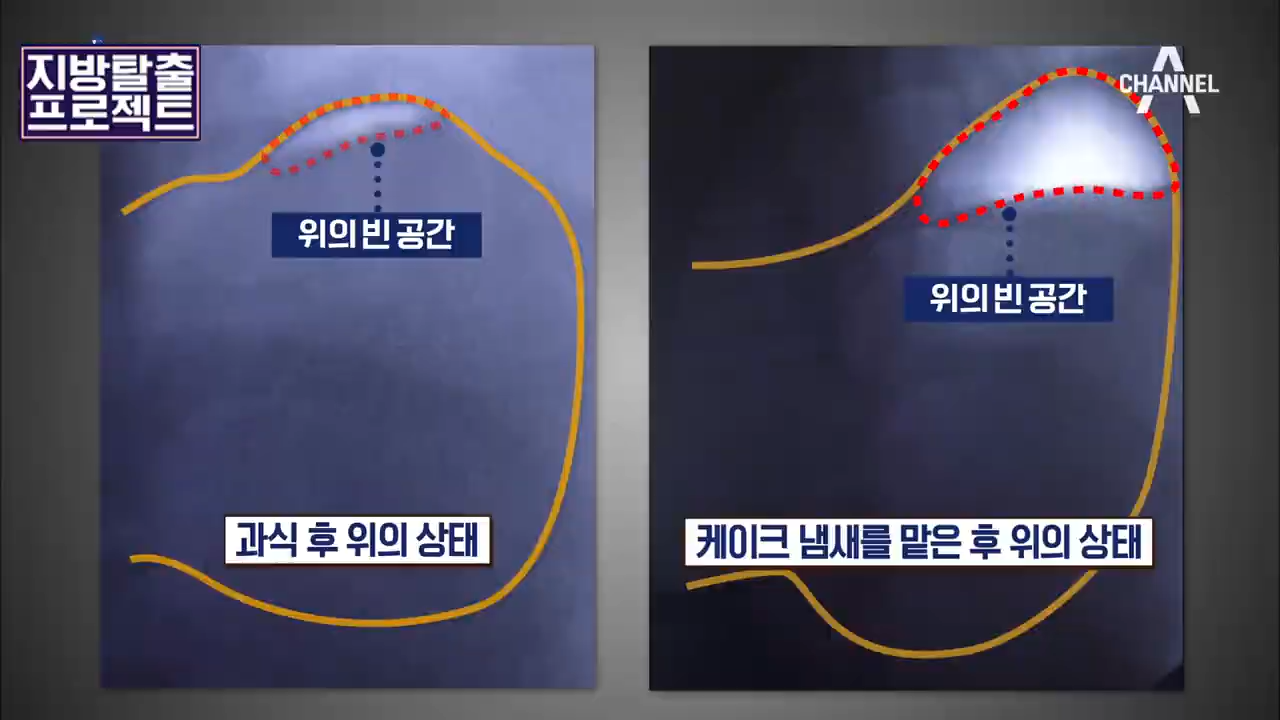 지방탈출
프로젝트
CHANNEL A
위의 빈 공간
위의 빈 공간
과식 후 위의 상태
케이크 냄새를 맡은 후 위의 상태